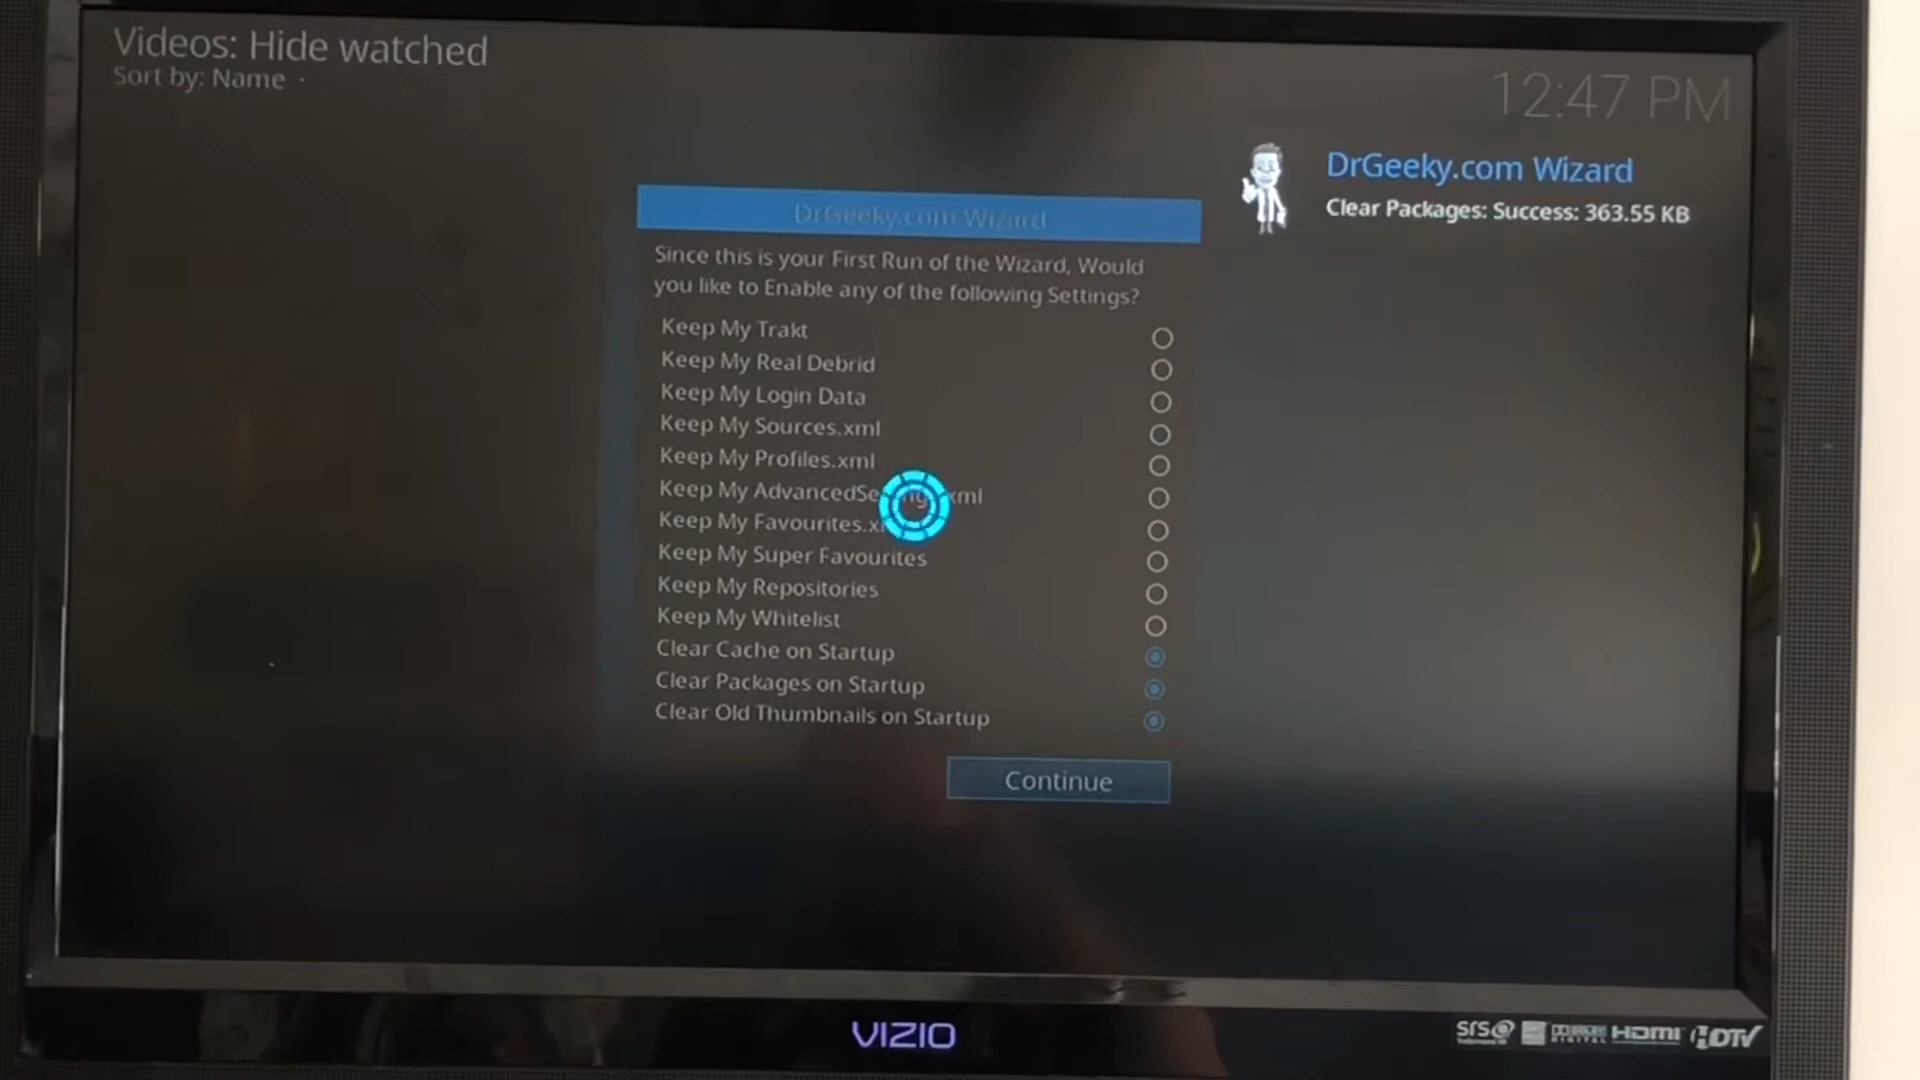 Videos: Hide watched
Sort by: Name ·
12:47 PM
DrGeeky.com Wizard
Clear Packages: Success: 363.55 KB
DrGeeky.com Wizard
Since this is your First Run of the Wizard, Would
you like to Enable any of the following Settings?
Keep My Trakt
Keep My Real Debrid
Keep My Login Data
Keep My Sources.xml
Keep My Profiles.xml
Keep My
Keep My
Keep My Super Favourites
Keep My Repositories
Keep My Whitelist
Clear Cache on Startup
Clear Packages on Startup
Clear Old Thumbnails on Startup
Continue
VIZIO
SRS
DIGITAL
HDMI
HDTV